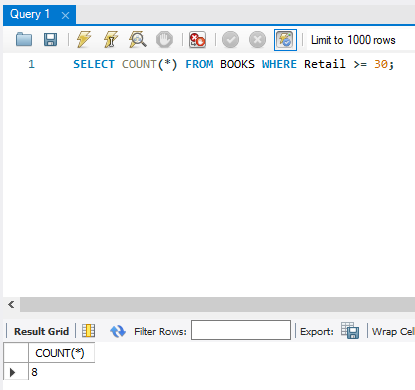 Query 1
Limit to 1000 rows
1 SELECT COUNT(*) FROM BOOKS WHERE Retail >= 30;
Result Grid Filter Rows: Export: Wrap Cel
COUNT(*)
8